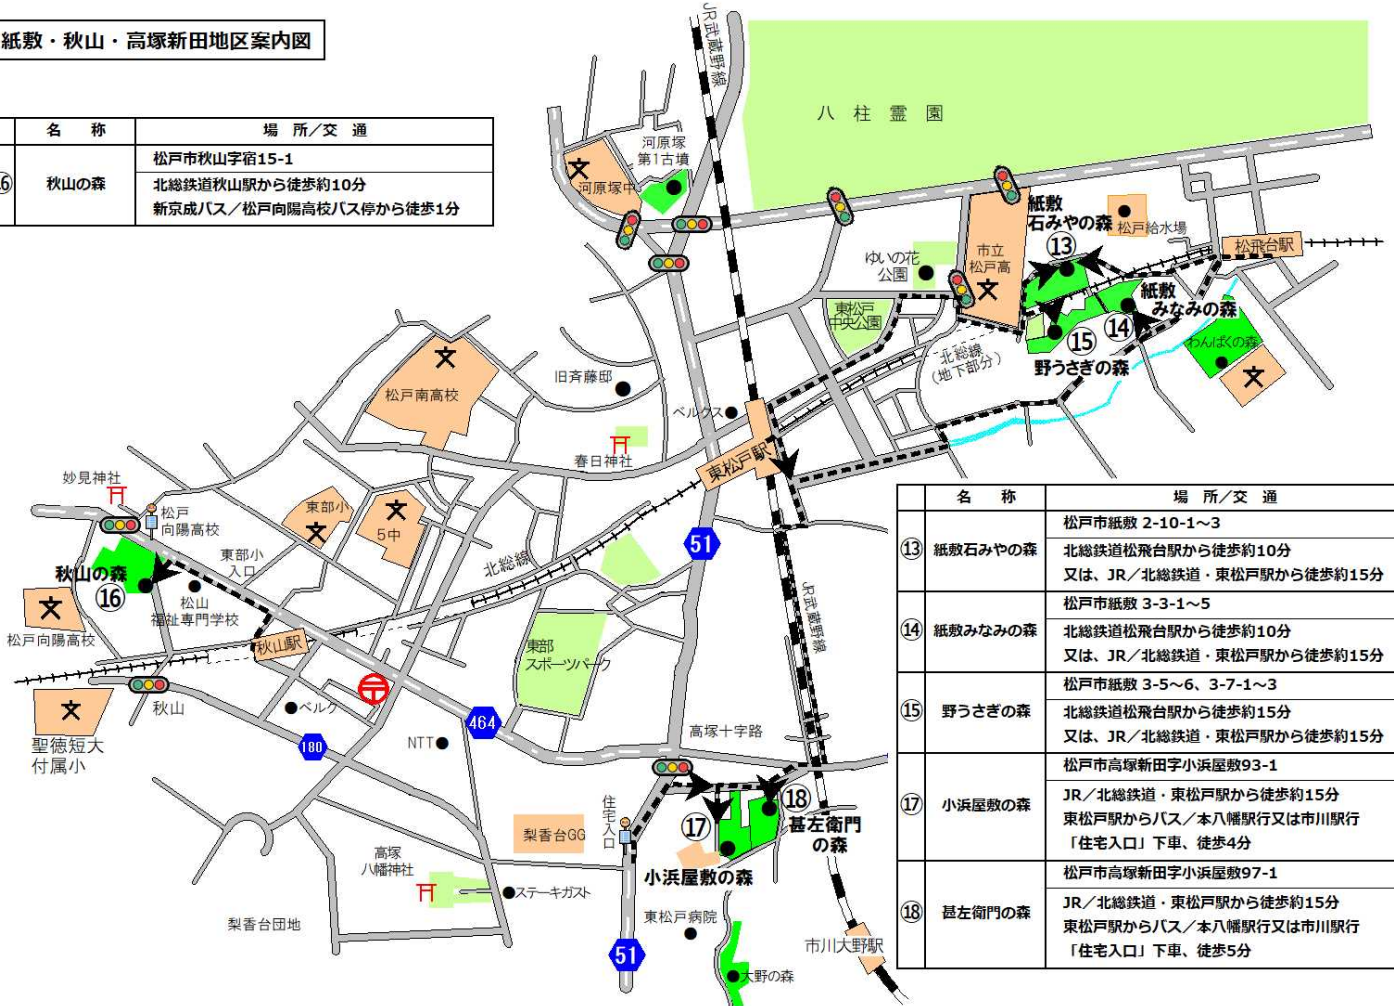 紙敷・秋山・高塚新田地区案内図
名　称
場　所／交　通
松戸市秋山字宿15-1
秋山の森
北総鉄道秋山駅から徒歩約10分
新京成バス／松戸向陽高校バス停から徒歩1分
JR武蔵野線
八　柱　霊　園
河原塚
第1古墳
河原塚中
紙敷
石みやの森
⑬
松戸給水場
松飛台駅
市立
松戸高
ゆいの花
公園
紙敷
みなみの森
⑭
東松戸
中央公園
⑮
野うさぎの森
わんぱくの森
北総線
（地下部分）
松戸南高校
旧斉藤邸
ベルクス
春日神社
東松戸駅
妙見神社
松戸
向陽高校
東部小
5中
東部小
入口
北総線
51
秋山の森
⑯
松山
福祉専門学校
松戸向陽高校
秋山駅
東部
スポーツパーク
JR武蔵野線
秋山
ベルク
聖徳短大
付属小
180
464
NTT
高塚十字路
⑱
甚左衛門
の森
⑰
小浜屋敷の森
住宅入口
梨香台GG
高塚
八幡神社
ステーキガスト
梨香台団地
東松戸病院
51
大野の森
市川大野駅
名　称
場　所／交　通
松戸市紙敷 2-10-1～3
⑬
紙敷石みやの森
北総鉄道松飛台駅から徒歩約10分
又は、JR／北総鉄道・東松戸駅から徒歩約15分
松戸市紙敷 3-3-1～5
⑭
紙敷みなみの森
北総鉄道松飛台駅から徒歩約10分
又は、JR／北総鉄道・東松戸駅から徒歩約15分
松戸市紙敷 3-5～6、3-7-1～3
⑮
野うさぎの森
北総鉄道松飛台駅から徒歩約15分
又は、JR／北総鉄道・東松戸駅から徒歩約15分
松戸市高塚新田字小浜屋敷93-1
⑰
小浜屋敷の森
JR／北総鉄道・東松戸駅から徒歩約15分
東松戸駅からバス／本八幡駅行又は市川駅行
「住宅入口」下車、徒歩4分
松戸市高塚新田字小浜屋敷97-1
⑱
甚左衛門の森
JR／北総鉄道・東松戸駅から徒歩約15分
東松戸駅からバス／本八幡駅行又は市川駅行
「住宅入口」下車、徒歩5分